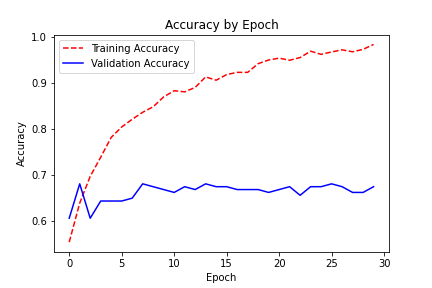 Accuracy by Epoch
Training Accuracy
Validation Accuracy
1.0
0.9
0.8
0.7
0.6
Accuracy
0 5 10 15 20 25 30
Epoch